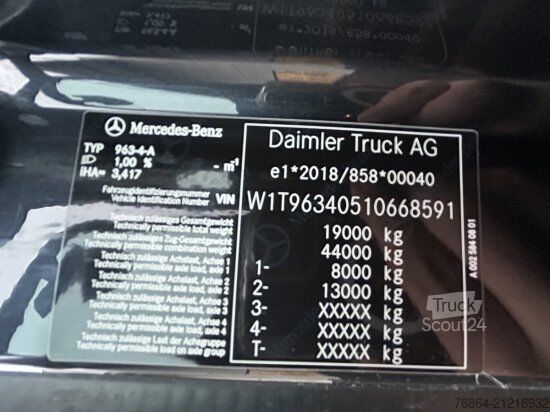 Mercedes-Benz
TYP 963-4-A
1,00 % - m³
IHA= 3,417
Fahrzeugidentifizierungsnummer
Vehicle Identification Number VIN
Daimler Truck AG
e1*2018/858*00040
W1T96340510668591
Technisch zulässiges Gesamtgewicht
Technically permissible total weight 19000 kg
Technisch zulässiges Zug-Gesamtgewicht
Technically permissible combination weight 44000 kg
Technisch zulässige Achslast, Achse 1
Technically permissible axle load, axle 1 1- 8000 kg
Technisch zulässige Achslast, Achse 2
Technically permissible axle load, axle 2 2- 13000 kg
Technisch zulässige Achslast, Achse 3
Technically permissible axle load, axle 3 3- XXXXX kg
Technisch zulässige Achslast, Achse 4
Technically permissible axle load, axle 4 4- XXXXX kg
Technisch zulässige Last der Achsgruppe
Technically permissible load on axle group T- XXXXX kg
A 002 584 08 01
Truck
Scout24
76864-21216932